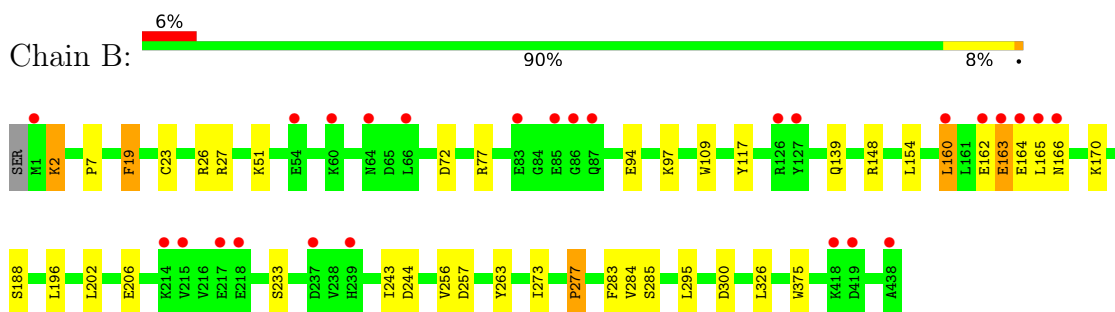 6%
Chain B:
90% 8% •
SER M1 K2 P7 F19 C23 R26 R27 K51 E54 K60 N64 D65 L66 D72 R77 E83 G84 E85 G86 Q87 E94 K97 W109 Y117 R126 Y127 Q139 R148 L154 L160 L161 E162 E163 E164 L165 N166 K170
S188 L196 L202 E206 K214 V215 V216 E217 E218 S233 D237 V238 H239 I243 D244 V256 D257 Y263 I273 P277 F283 V284 S285 L295 D300 L326 W375 K418 D419 A438